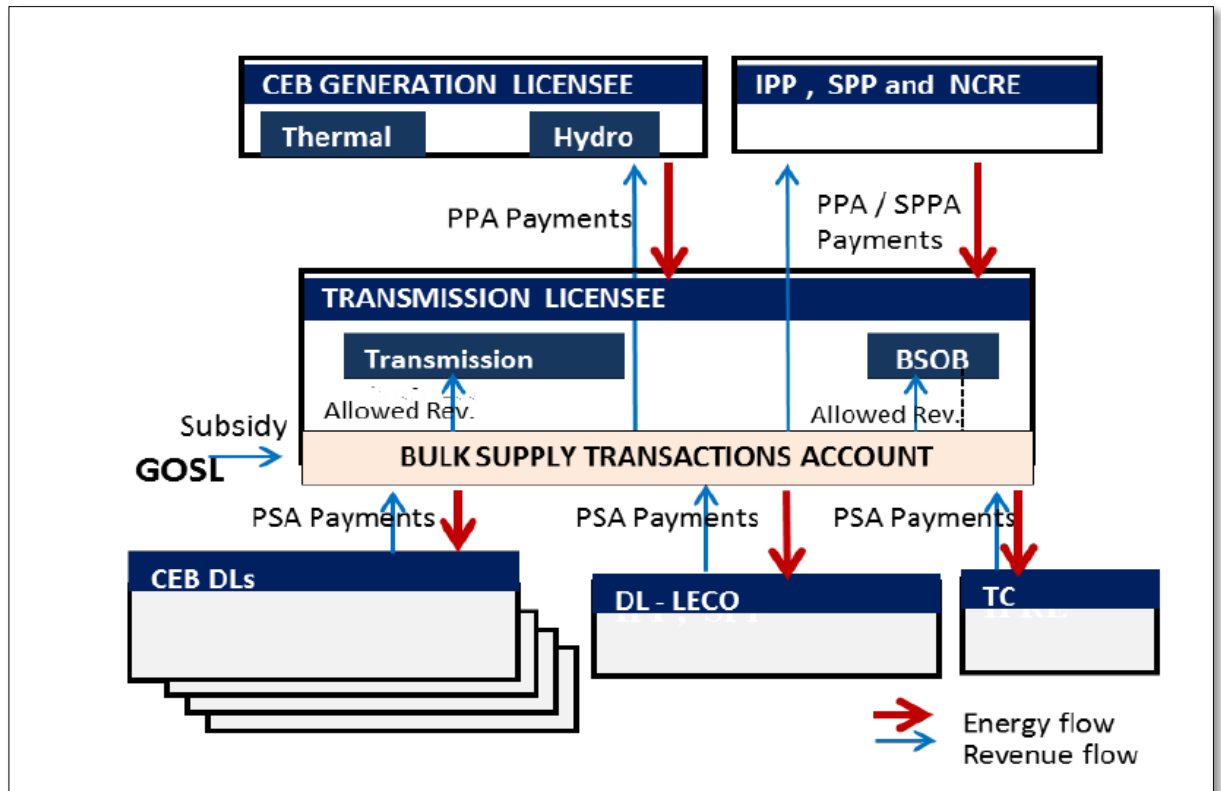 CEB GENERATION LICENSEE
Thermal
Hydro
IPP , SPP and NCRE
PPA Payments
PPA / SPPA
Payments
TRANSMISSION LICENSEE
Transmission
BSOB
Allowed Rev.
Allowed Rev.
Subsidy
GOSL
BULK SUPPLY TRANSACTIONS ACCOUNT
PSA Payments
PSA Payments
PSA Payments
CEB DLs
DL - LECO
TC
Energy flow
Revenue flow